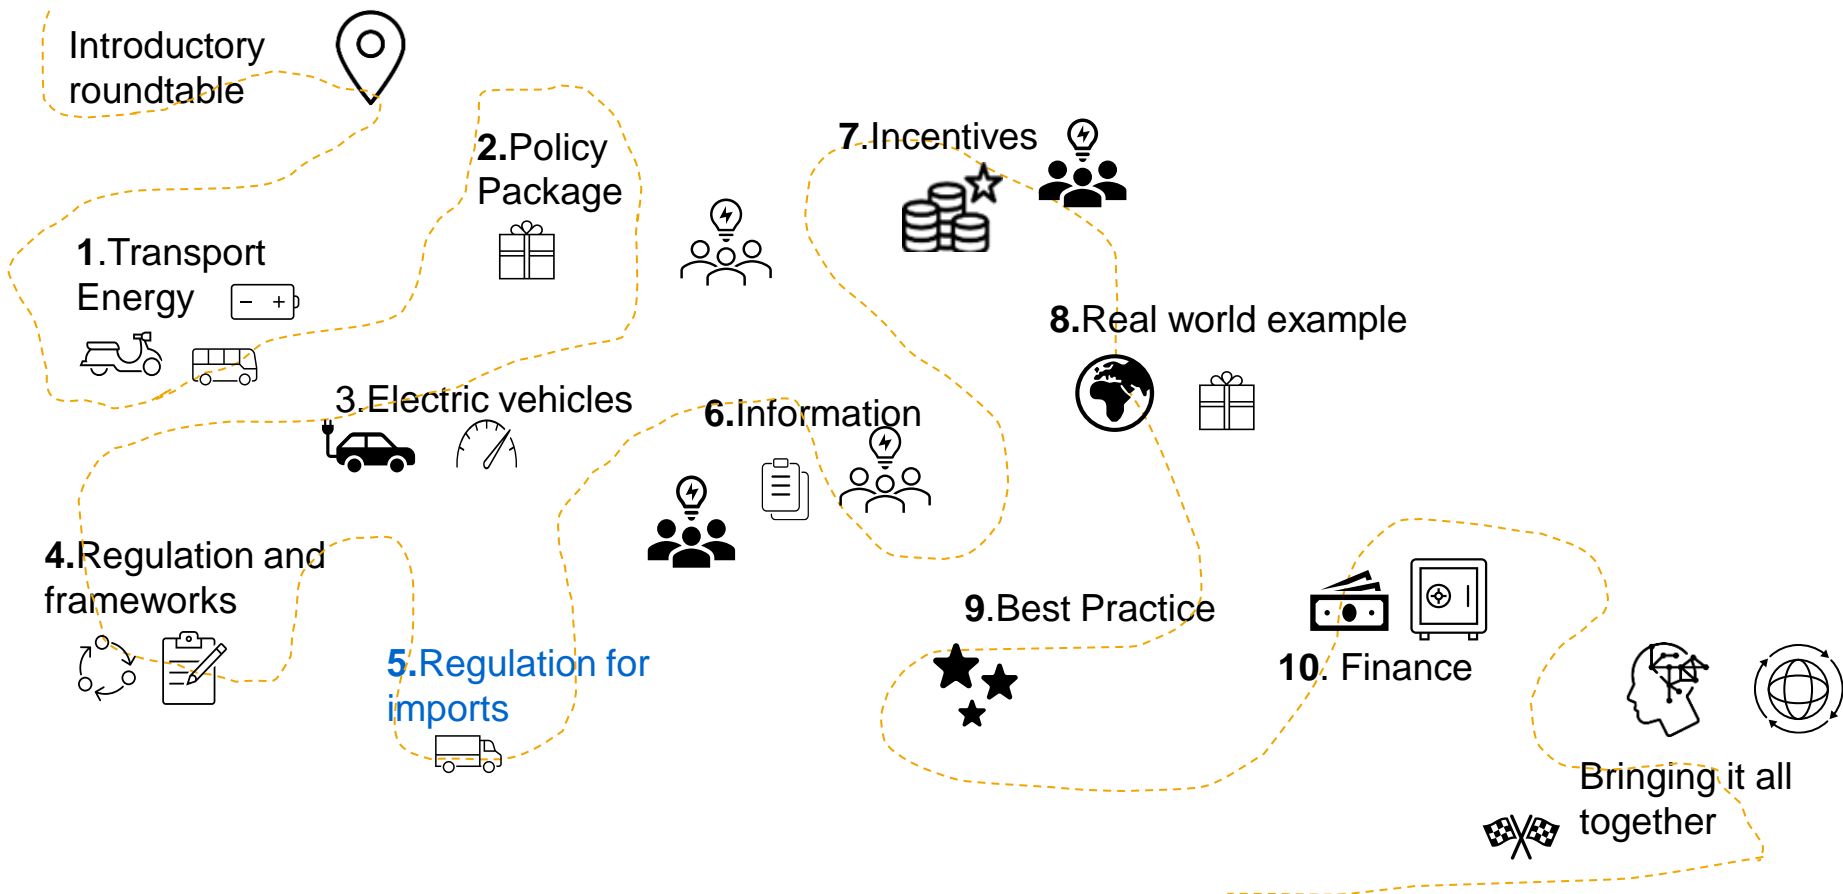 Introductory
roundtable
1.Transport
Energy
2.Policy
Package
3.Electric vehicles
4.Regulation and
frameworks
5.Regulation for
imports
6.Information
7.Incentives
8.Real world example
9.Best Practice
10. Finance
Bringing it all
together